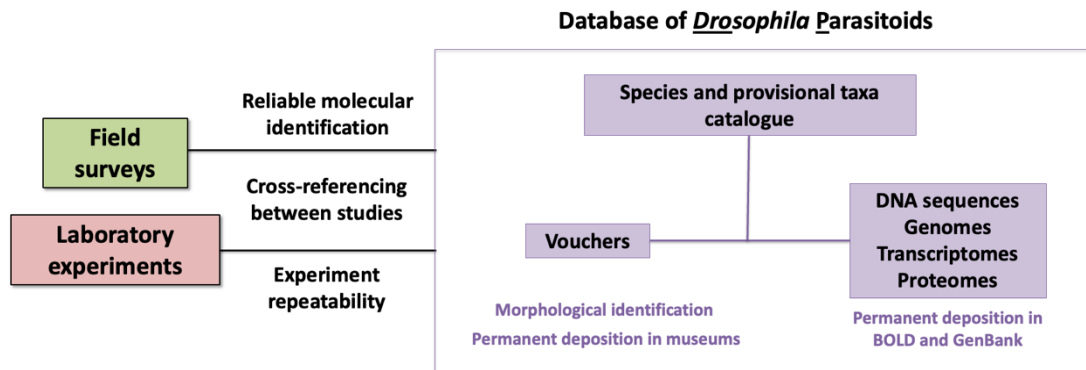 Database of Drosophila Parasitoids
Reliable molecular
identification
Field
surveys
Cross-referencing
between studies
Laboratory
experiments
Experiment
repeatability
Species and provisional taxa
catalogue
Vouchers
DNA sequences
Genomes
Transcriptomes
Proteomes
Morphological identification
Permanent deposition in museums
Permanent deposition in
BOLD and GenBank